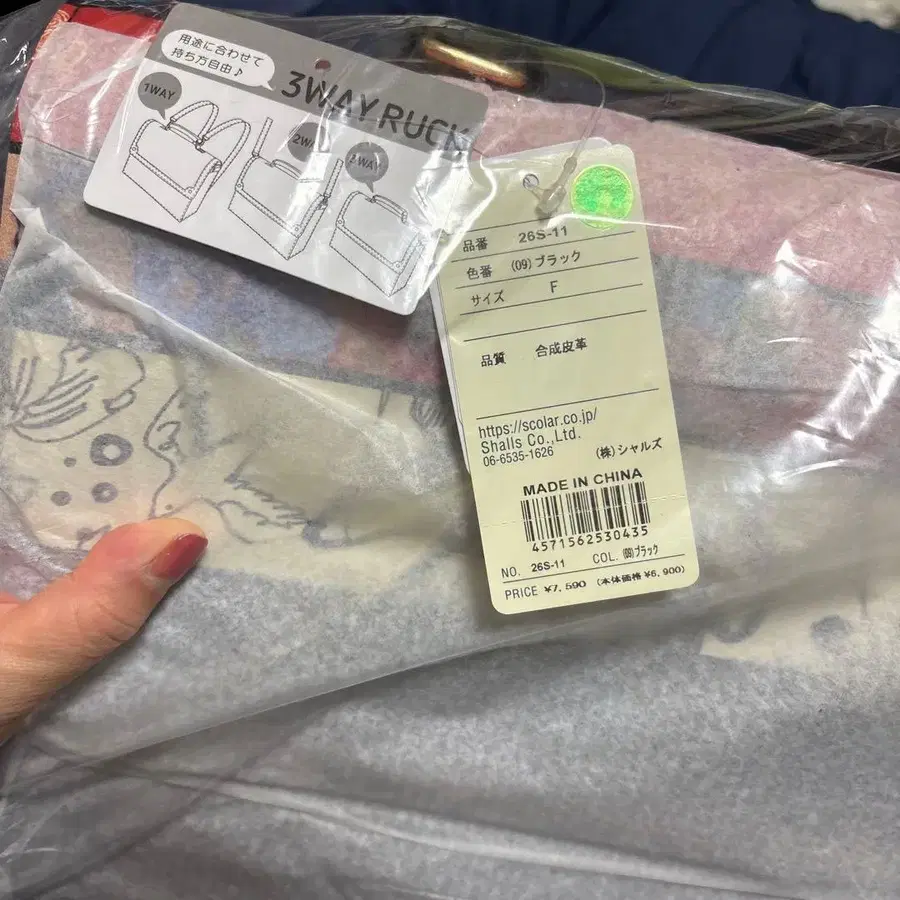 用途に合わせて
持ち方自由♪
3WAY RUCK
1WAY
2WAY
3WAY
品番 26S-11
色番 (09)ブラック
サイズ F
品質 合成皮革
https://scolar.co.jp/
Shalls Co.,Ltd.
06-6535-1626 (株)シャルズ
MADE IN CHINA
4571562530435
NO. 26S-11 COL. (09)ブラック
PRICE ¥7,590 (本体価格¥6,900)